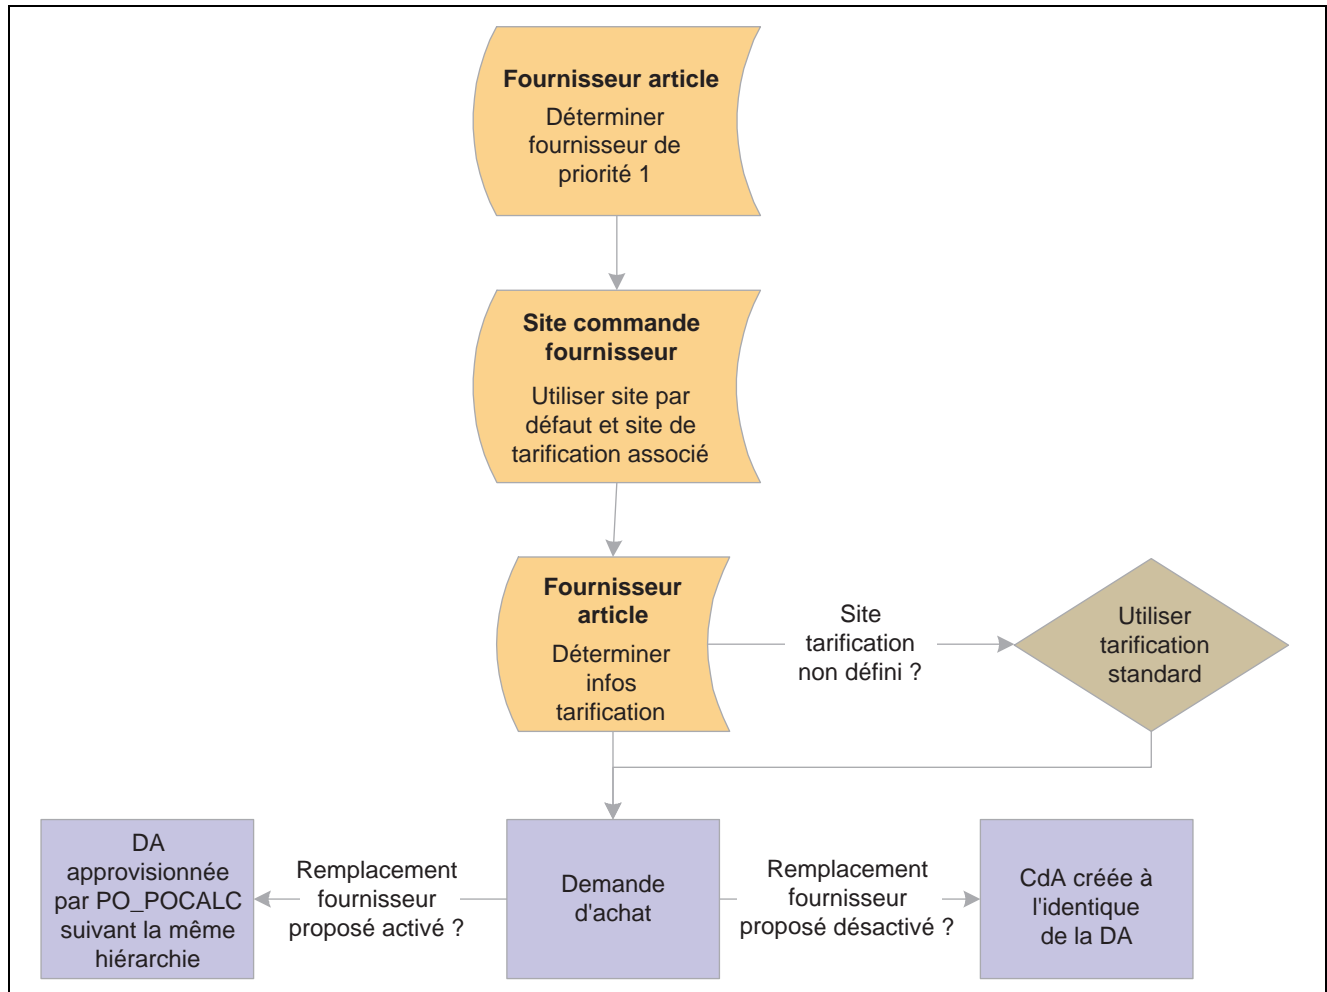 Fournisseur article
Déterminer
fournisseur de
priorité 1
Site commande
fournisseur
Utiliser site par
défaut et site de
tarification associé
Fournisseur
article
Déterminer
infos
tarification
Site
tarification
non défini ?
Utiliser
tarification
standard
DA
approvisionnée
par PO_POCALC
suivant la même
hiérarchie
Remplacement
fournisseur
proposé activé ?
Demande
d'achat
Remplacement
fournisseur
proposé désactivé ?
CdA créée à
l'identique
de la DA